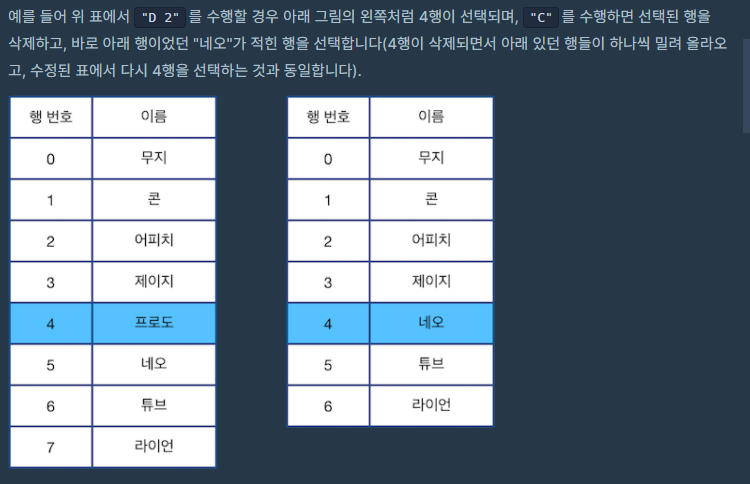 예를 들어 위 표에서 "D 2" 를 수행할 경우 아래 그림의 왼쪽처럼 4행이 선택되며, "C" 를 수행하면 선택된 행을
삭제하고, 바로 아래 행이었던 "네오"가 적힌 행을 선택합니다(4행이 삭제되면서 아래 있던 행들이 하나씩 밀려 올라오
고, 수정된 표에서 다시 4행을 선택하는 것과 동일합니다).
행 번호 이름
0 무지
1 콘
2 어피치
3 제이지
4 프로도
5 네오
6 튜브
7 라이언
행 번호 이름
0 무지
1 콘
2 어피치
3 제이지
4 네오
5 튜브
6 라이언